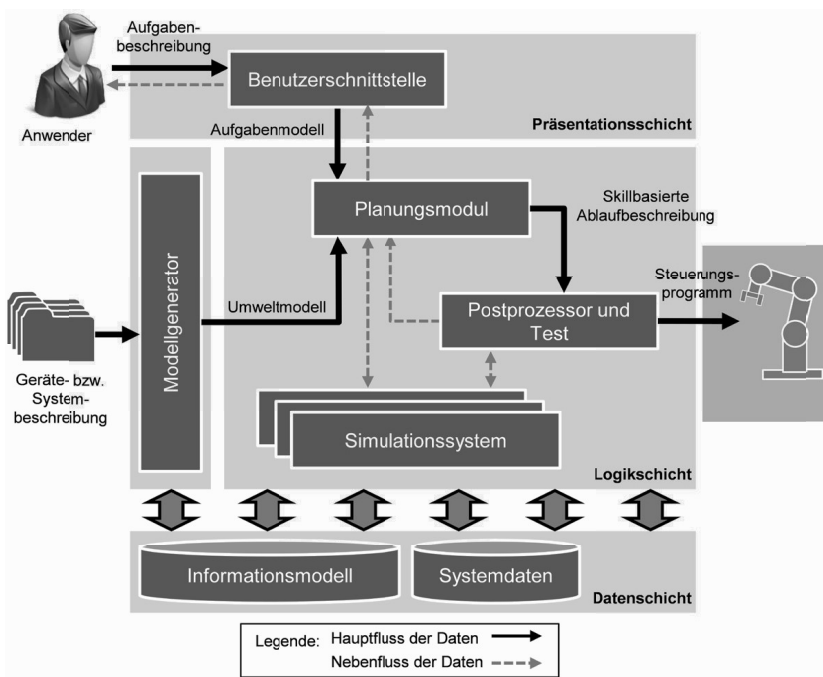 Aufgaben-
beschreibung
Benutzerschnittstelle
Anwender
Aufgabenmodell
Präsentationsschicht
Planungsmodul
Skillbasierte
Ablaufbeschreibung
Modellgenerator
Umweltmodell
Steuerungs-
programm
Postprozessor und
Test
Geräte- bzw.
System-
beschreibung
Simulationssystem
Logikschicht
Informationsmodell
Systemdaten
Datenschicht
Legende: Hauptfluss der Daten
Nebenfluss der Daten